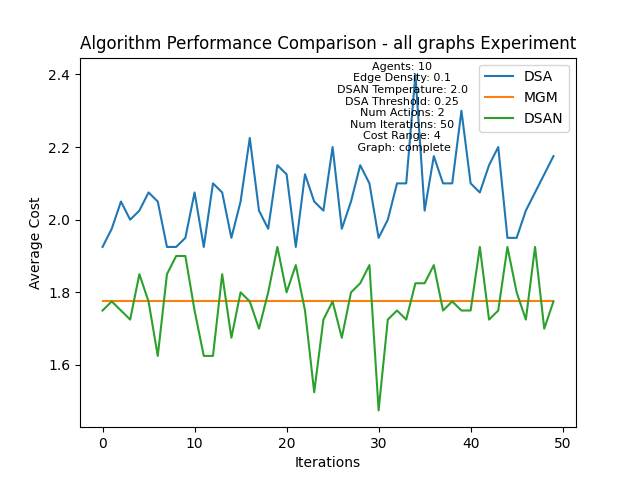 Algorithm Performance Comparison - all graphs Experiment
Agents: 10
Edge Density: 0.1
DSAN Temperature: 2.0
DSA Threshold: 0.25
Num Actions: 2
Num Iterations: 50
Cost Range: 4
Graph: complete
DSA
MGM
DSAN
Average Cost
2.4
2.2
2.0
1.8
1.6
0 10 20 30 40 50
Iterations